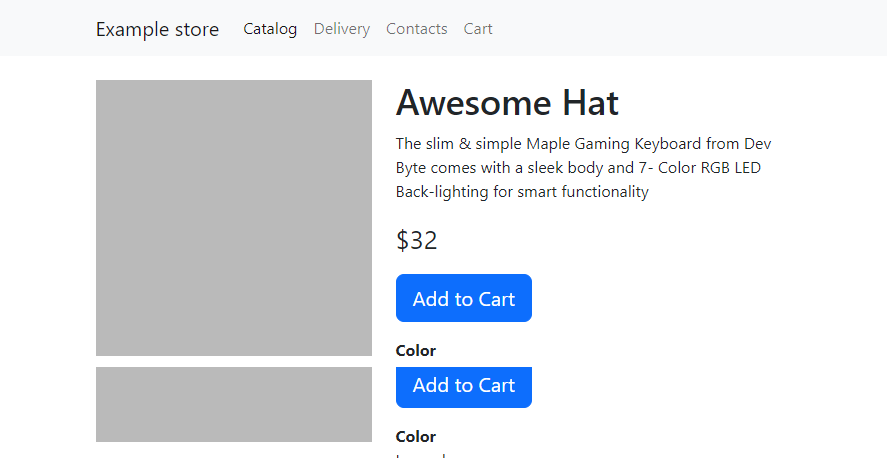 Example store Catalog Delivery Contacts Cart
Awesome Hat
The slim & simple Maple Gaming Keyboard from Dev
Byte comes with a sleek body and 7- Color RGB LED
Back-lighting for smart functionality
$32
Add to Cart
Color
Add to Cart
Color